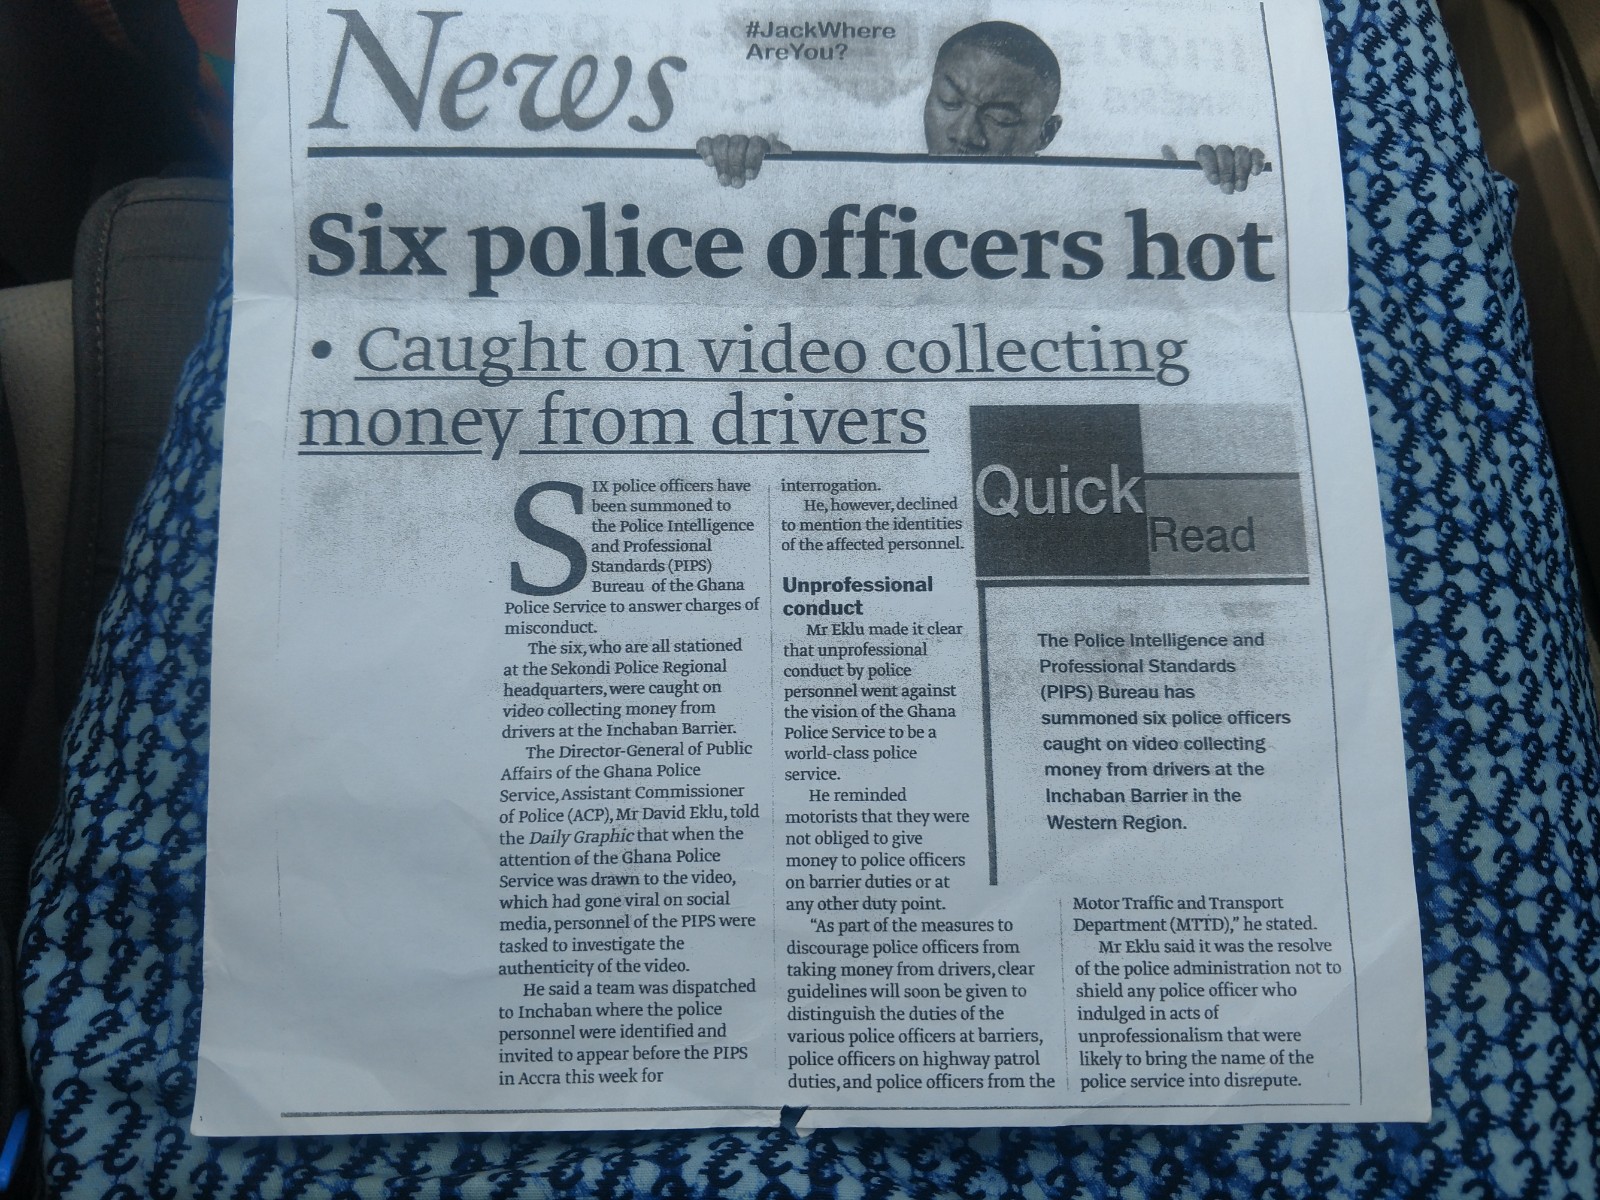 News
#JackWhere
AreYou?
Six police officers hot
• Caught on video collecting
money from drivers
SIX police officers have
been summoned to
the Police Intelligence
and Professional
Standards (PIPS)
Bureau of the Ghana
Police Service to answer charges of
misconduct.
The six, who are all stationed
at the Sekondi Police Regional
headquarters, were caught on
video collecting money from
drivers at the Inchaban Barrier.
The Director-General of Public
Affairs of the Ghana Police
Service, Assistant Commissioner
of Police (ACP), Mr David Eklu, told
the Daily Graphic that when the
attention of the Ghana Police
Service was drawn to the video,
which had gone viral on social
media, personnel of the PIPS were
tasked to investigate the
authenticity of the video.
He said a team was dispatched
to Inchaban where the police
personnel were identified and
invited to appear before the PIPS
in Accra this week for
interrogation.
He, however, declined
to mention the identities
of the affected personnel.
Unprofessional
conduct
Mr Eklu made it clear
that unprofessional
conduct by police
personnel went against
the vision of the Ghana
Police Service to be a
world-class police
service.
He reminded
motorists that they were
not obliged to give
money to police officers
on barrier duties or at
any other duty point.
"As part of the measures to
discourage police officers from
taking money from drivers, clear
guidelines will soon be given to
distinguish the duties of the
various police officers at barriers,
police officers on highway patrol
duties, and police officers from the
Motor Traffic and Transport
Department (MTTD)," he stated.
Mr Eklu said it was the resolve
of the police administration not to
shield any police officer who
indulged in acts of
unprofessionalism that were
likely to bring the name of the
police service into disrepute.
Quick
Read
The Police Intelligence and
Professional Standards
(PIPS) Bureau has
summoned six police officers
caught on video collecting
money from drivers at the
Inchaban Barrier in the
Western Region.